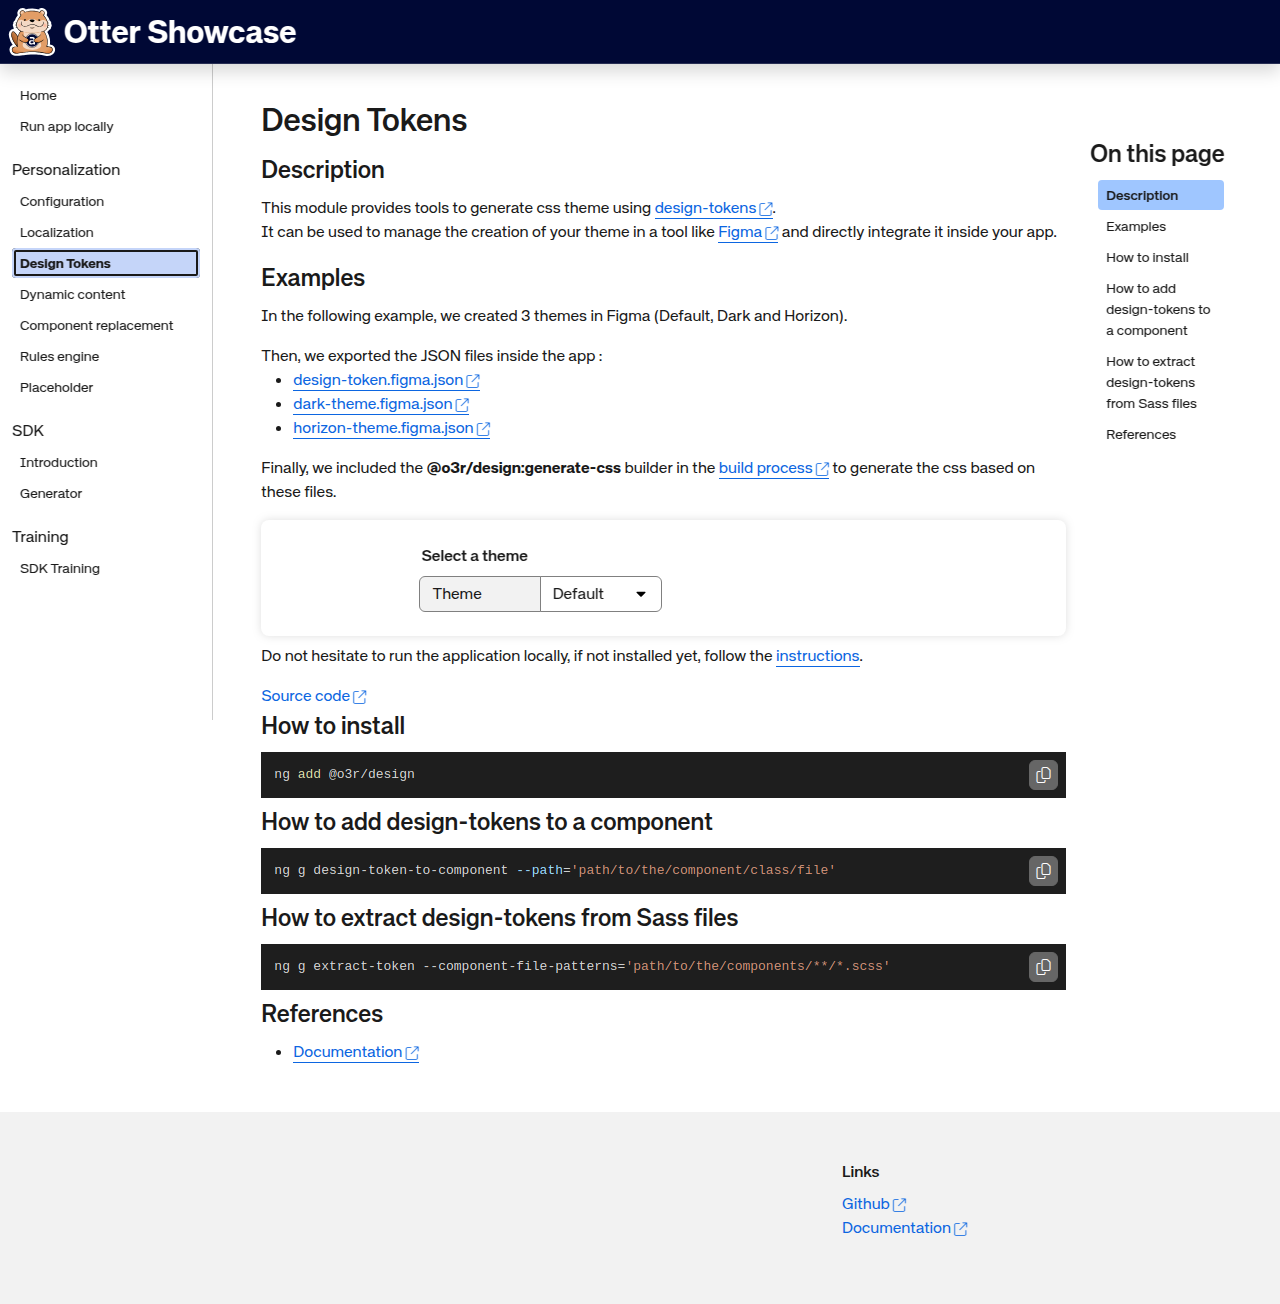 Otter Showcase
Home
Run app locally
Personalization
Configuration
Localization
Design Tokens
Dynamic content
Component replacement
Rules engine
Placeholder
SDK
Introduction
Generator
Training
SDK Training
Design Tokens
Description
This module provides tools to generate css theme using design-tokens.
It can be used to manage the creation of your theme in a tool like Figma and directly integrate it inside your app.
Examples
In the following example, we created 3 themes in Figma (Default, Dark and Horizon).
Then, we exported the JSON files inside the app :
design-token.figma.json
dark-theme.figma.json
horizon-theme.figma.json
Finally, we included the @o3r/design:generate-css builder in the build process to generate the css based on
these files.
Select a theme
Theme
Default
Do not hesitate to run the application locally, if not installed yet, follow the instructions.
Source code
How to install
ng add @o3r/design
How to add design-tokens to a component
ng g design-token-to-component --path='path/to/the/component/class/file'
How to extract design-tokens from Sass files
ng g extract-token --component-file-patterns='path/to/the/components/**/*.scss'
References
Documentation
On this page
Description
Examples
How to install
How to add
design-tokens to
a component
How to extract
design-tokens
from Sass files
References
Links
Github
Documentation